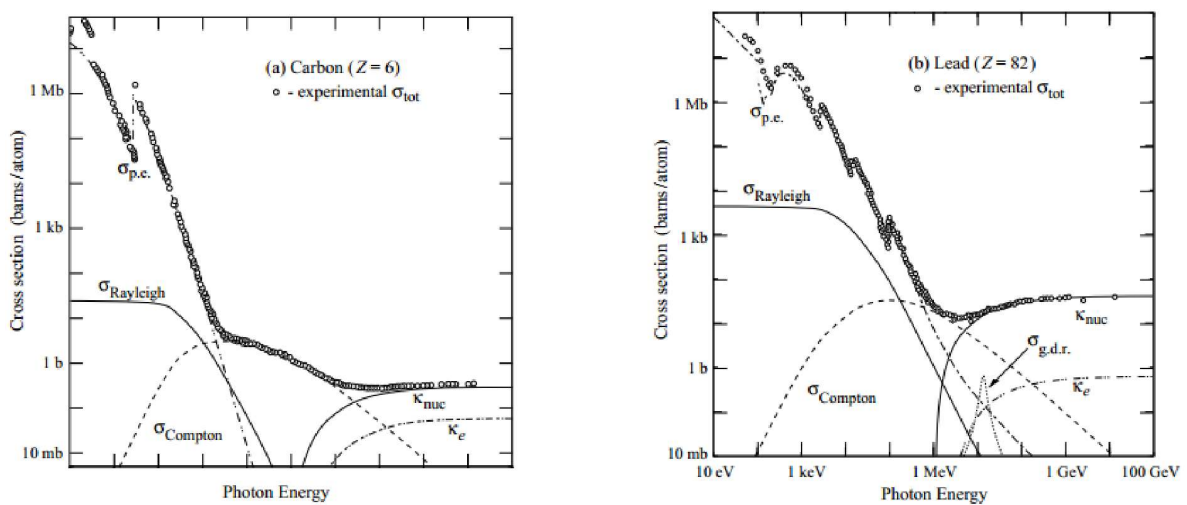 (a) Carbon (Z = 6)
o - experimental σtot
1 Mb
σp.e.
1 kb
σRayleigh
1 b
κnuc
σCompton
κe
10 mb
Cross section (barns/atom)
Photon Energy
(b) Lead (Z = 82)
o - experimental σtot
1 Mb
σp.e.
σRayleigh
1 kb
κnuc
σg.d.r.
1 b
κe
σCompton
10 mb
10 eV 1 keV 1 MeV 1 GeV 100 GeV
Cross section (barns/atom)
Photon Energy